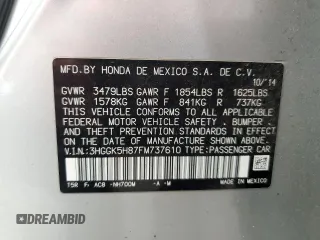 MFD.BY HONDA DE MEXICO S.A. DE C.V.
10/14
GVWR 3479LBS GAWR F 1854LBS R 1625LBS
GVWR 1578KG GAWR F 841KG R 737KG
THIS VEHICLE CONFORMS TO ALL APPLICABLE
FEDERAL MOTOR VEHICLE SAFETY, BUMPER, AND
THEFT PREVENTION STANDARDS IN EFFECT ON THE
DATE OF MANUFACTURE SHOWN ABOVE.
V.I.N.:3HGGK5H87FM737610 TYPE:PASSENGER CAR
T5R AC8 -NH700M -A -M
MADE IN MEXICO
© AutoBidMaster